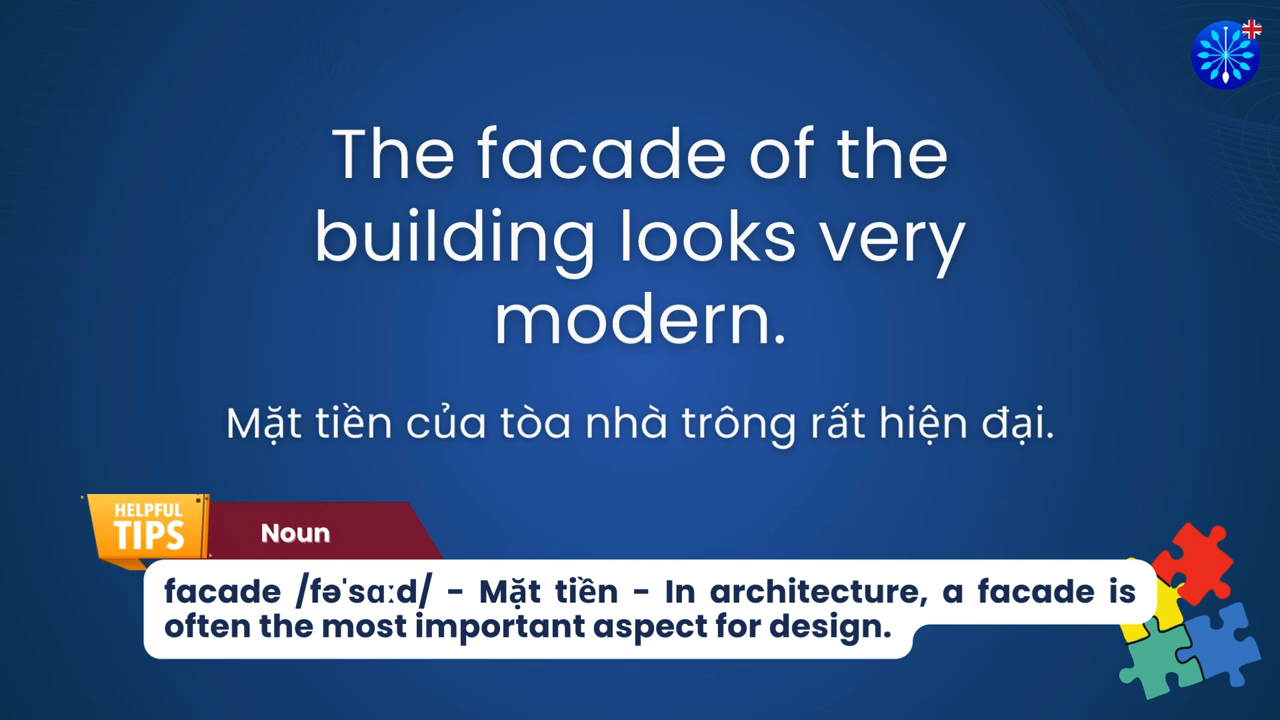 The facade of the
building looks very
modern.
Mặt tiền của tòa nhà trông rất hiện đại.
HELPFUL
TIPS
Noun
facade /fəˈsɑːd/ - Mặt tiền - In architecture, a facade is
often the most important aspect for design.